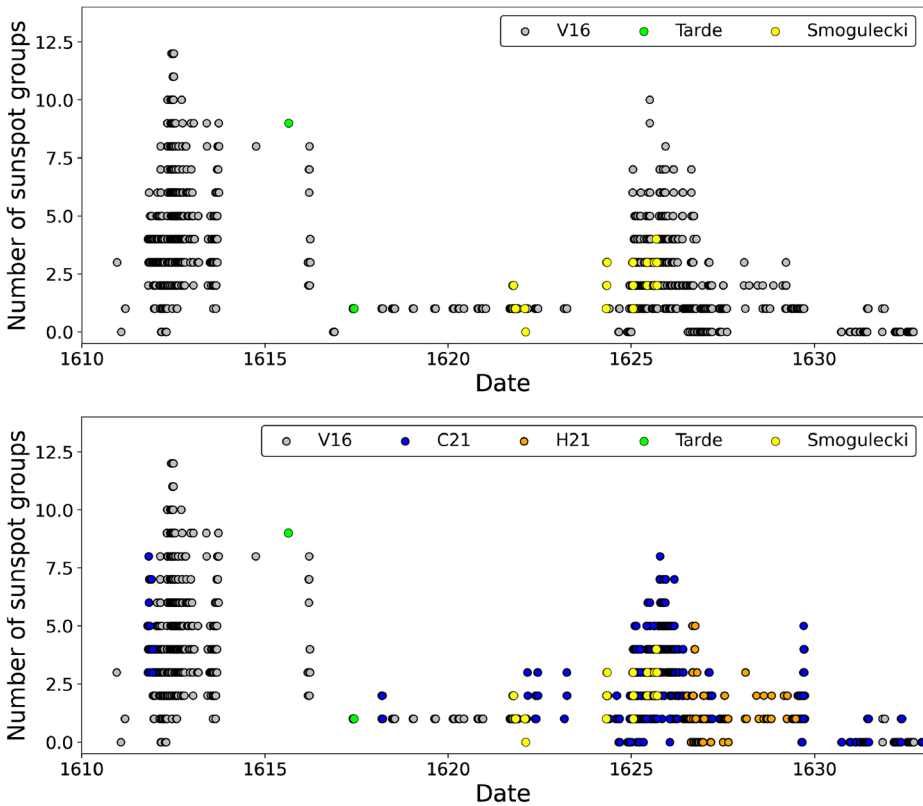 V16 Tarde Smogulecki
12.5
10.0
7.5
5.0
2.5
0.0
Number of sunspot groups
1610 1615 1620 1625 1630
Date
V16 C21 H21 Tarde Smogulecki
12.5
10.0
7.5
5.0
2.5
0.0
Number of sunspot groups
1610 1615 1620 1625 1630
Date